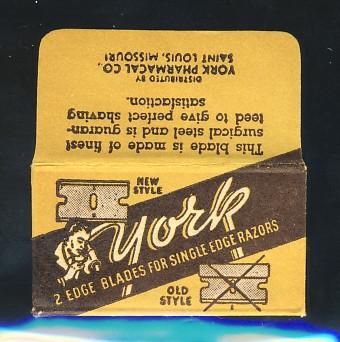 This blade is made of finest
surgical steel and is guaran-
teed to give perfect shaving
satisfaction.
DISTRIBUTED BY
YORK PHARMACAL CO.
SAINT LOUIS, MISSOURI
NEW
STYLE
York
2 EDGE BLADES FOR SINGLE EDGE RAZORS
OLD
STYLE